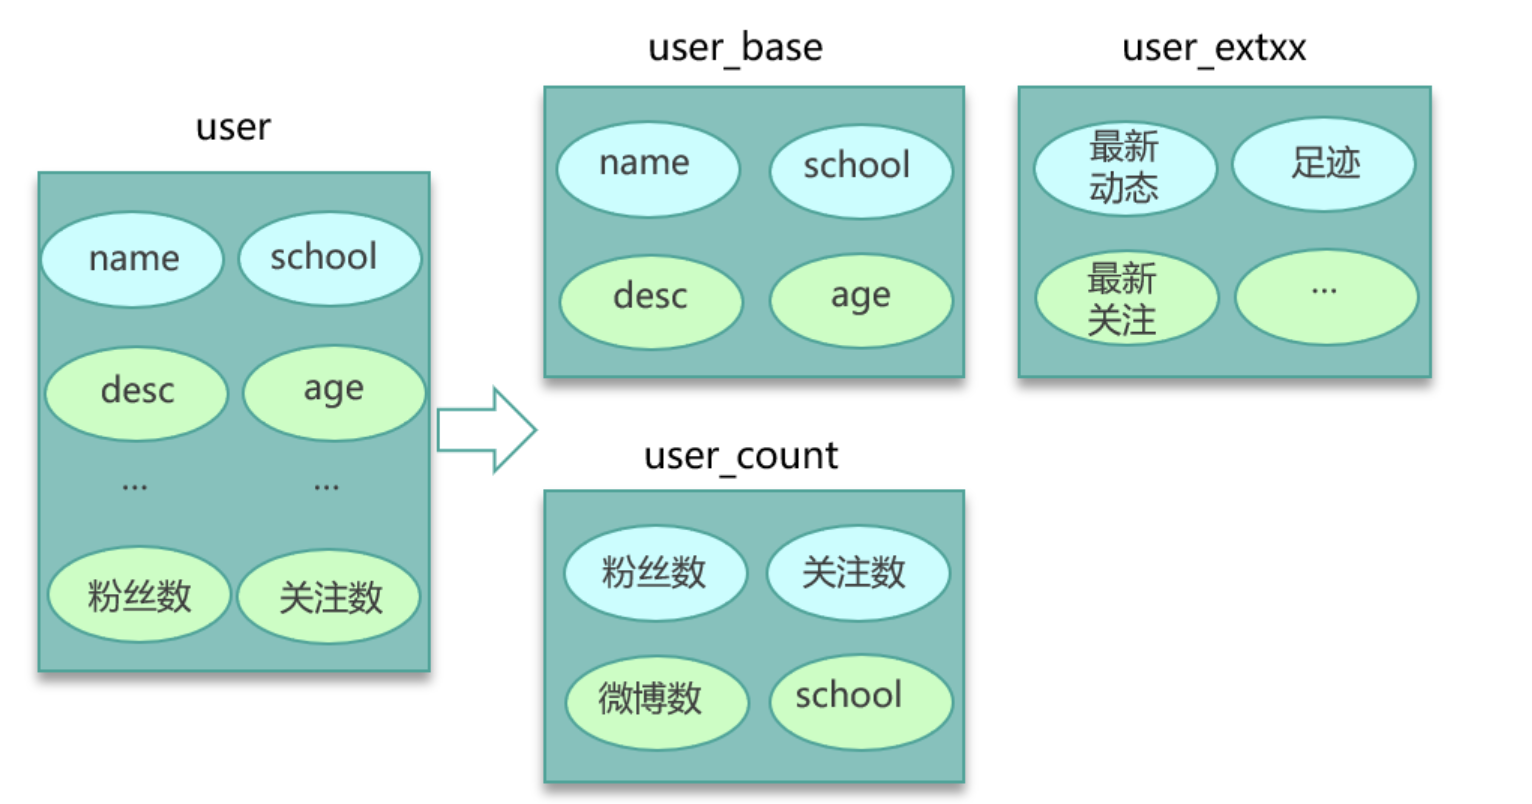 user
name
school
desc
age
...
...
粉丝数
关注数
user_base
name
school
desc
age
user_extxx
最新
动态
足迹
最新
关注
...
user_count
粉丝数
关注数
微博数
school